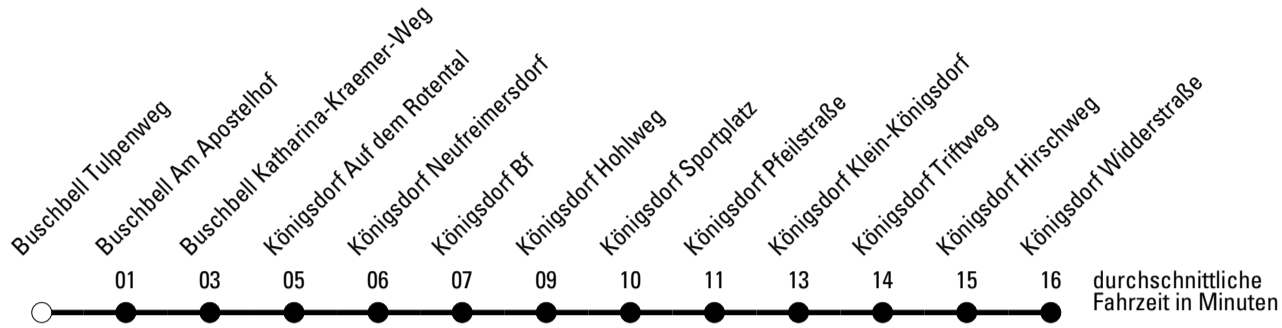 Buschbell Tulpenweg
Buschbell Am Apostelhof
Buschbell Katharina-Kraemer-Weg
Königsdorf Auf dem Rotental
Königsdorf Neufreimersdorf
Königsdorf Bf
Königsdorf Hohlweg
Königsdorf Sportplatz
Königsdorf Pfeilstraße
Königsdorf Klein-Königsdorf
Königsdorf Triftweg
Königsdorf Hirschweg
Königsdorf Widderstraße
01 03 05 06 07 09 10 11 13 14 15 16
durchschnittliche
Fahrzeit in Minuten